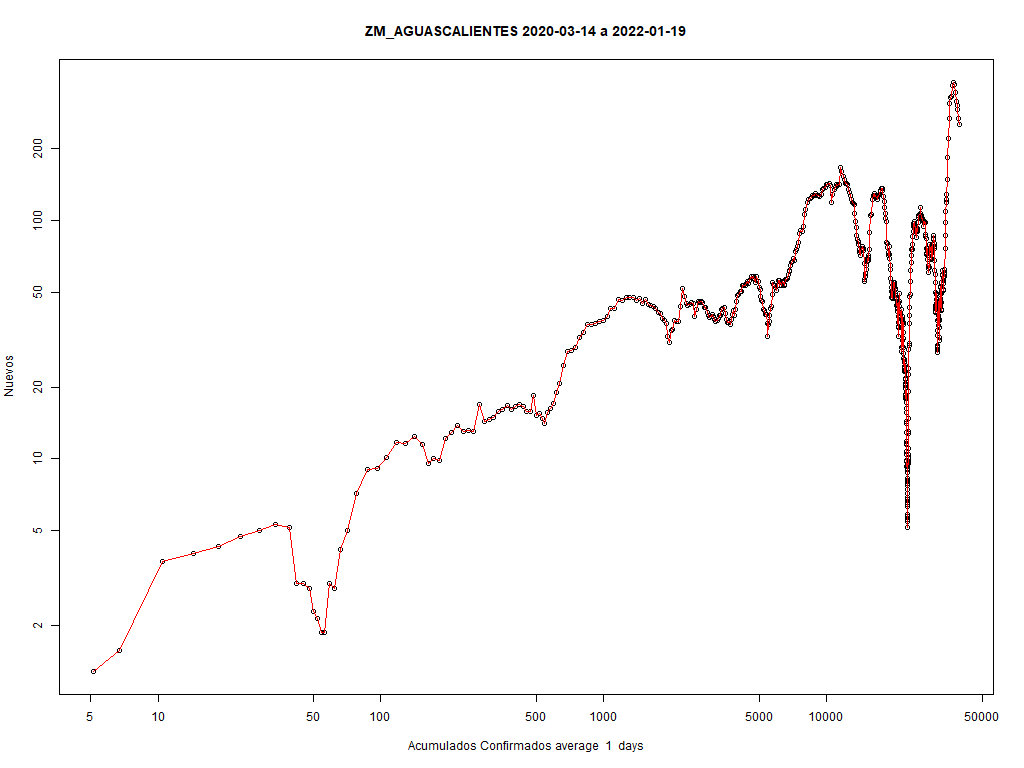 ZM_AGUASCALIENTES 2020-03-14 a 2022-01-19
Nuevos
200
100
50
20
10
5
2
5 10 50 100 500 1000 5000 10000 50000
Acumulados Confirmados average 1 days